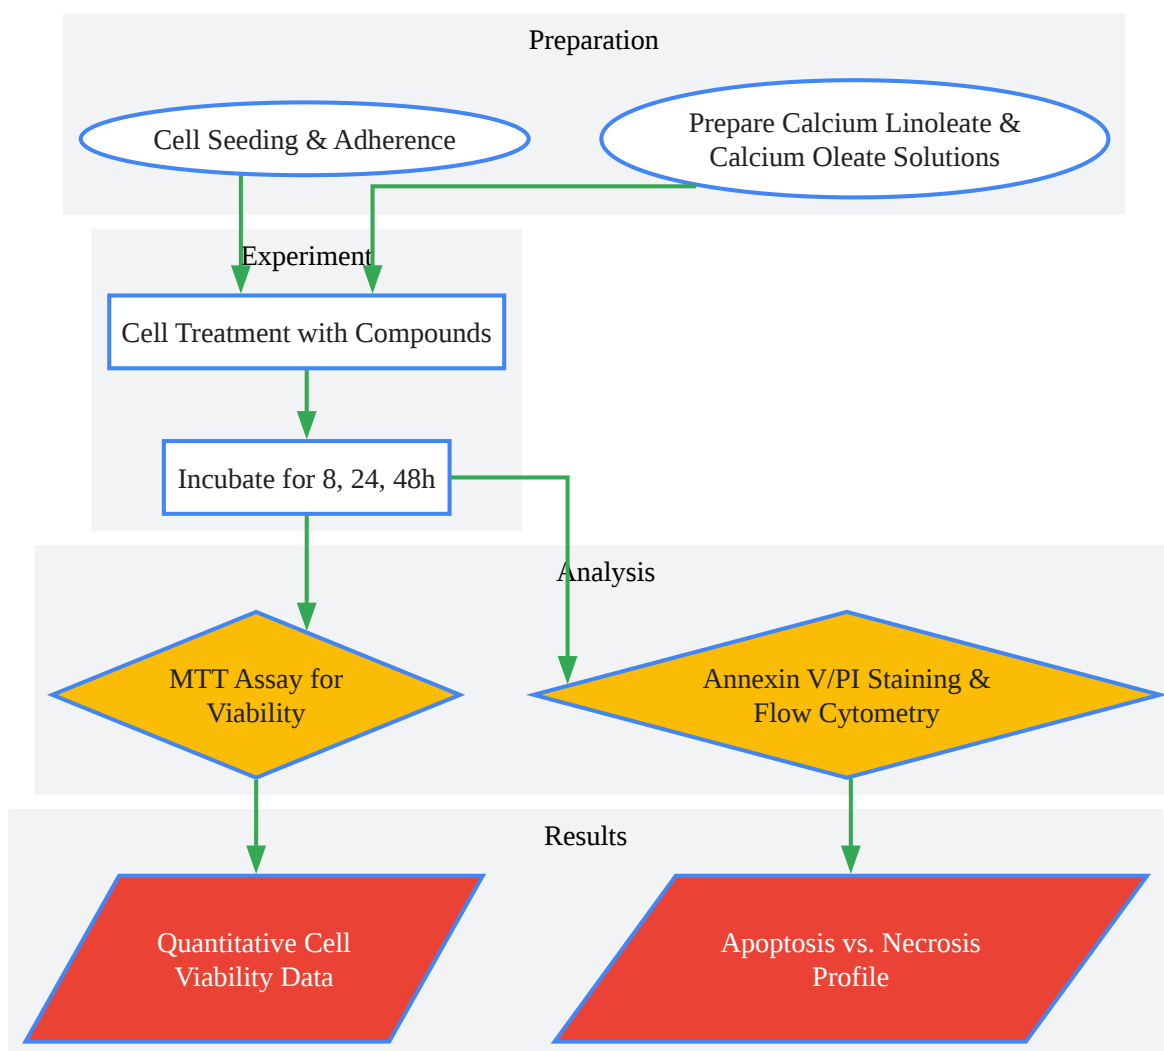 Preparation
Cell Seeding & Adherence
Prepare Calcium Linoleate &
Calcium Oleate Solutions
Experiment
Cell Treatment with Compounds
Incubate for 8, 24, 48h
Analysis
MTT Assay for
Viability
Annexin V/PI Staining &
Flow Cytometry
Results
Quantitative Cell
Viability Data
Apoptosis vs. Necrosis
Profile